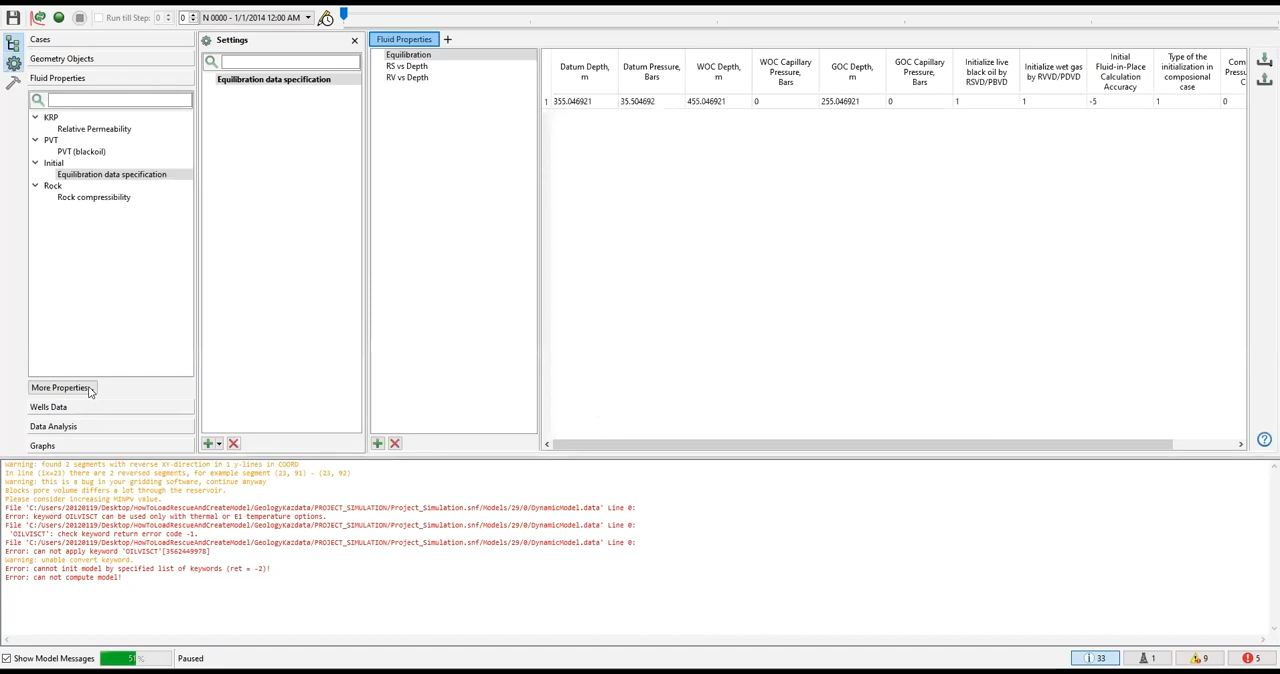 Run till Step: 0 0 N 0000 - 1/1/2014 12:00 AM
Cases
Geometry Objects
Fluid Properties
KRP
Relative Permeability
PVT
PVT (blackoil)
Initial
Equilibration data specification
Rock
Rock compressibility
More Properties
Wells Data
Data Analysis
Graphs
Settings
Equilibration data specification
Fluid Properties
Equilibration
RS vs Depth
RV vs Depth
Datum Depth,
m
Datum Pressure,
Bars
WOC Depth,
m
WOC Capillary
Pressure,
Bars
GOC Depth,
m
GOC Capillary
Pressure,
Bars
Initialize live
black oil by
RSVD/PBVD
Initialize wet gas
by RVVD/PDVD
Initial
Fluid-in-Place
Calculation
Accuracy
Type of the
initialization in
composional
case
Com
Pressu
C
1 355.046921 35.504692 455.046921 0 255.046921 0 1 1 -5 1 0
Warning: found 2 segments with reverse XY-direction in 1 y-lines in COORD
In line (ix=23) there are 2 reversed segments, for example segment (23, 91) - (23, 92)
Warning: this is a bug in your gridding software, continue anyway
Blocks pore volume differs a lot through the reservoir.
Please consider increasing MINPV value.
File 'C:/Users/20120119/Desktop/HowToLoadRescueAndCreateModel/GeologyKazdata/PROJECT_SIMULATION/Project_Simulation.snf/Models/29/0/DynamicModel.data' Line 0:
Error: keyword OILVISCT can be used only with thermal or E1 temperature options.
File 'C:/Users/20120119/Desktop/HowToLoadRescueAndCreateModel/GeologyKazdata/PROJECT_SIMULATION/Project_Simulation.snf/Models/29/0/DynamicModel.data' Line 0:
'OILVISCT': check keyword return error code -1.
File 'C:/Users/20120119/Desktop/HowToLoadRescueAndCreateModel/GeologyKazdata/PROJECT_SIMULATION/Project_Simulation.snf/Models/29/0/DynamicModel.data' Line 0:
Error: can not apply keyword 'OILVISCT'[3562449978]
Warning: unable convert keyword.
Error: cannot init model by specified list of keywords (ret = -2)!
Error: can not compute model!
Show Model Messages 51% Paused 33 1 9 5